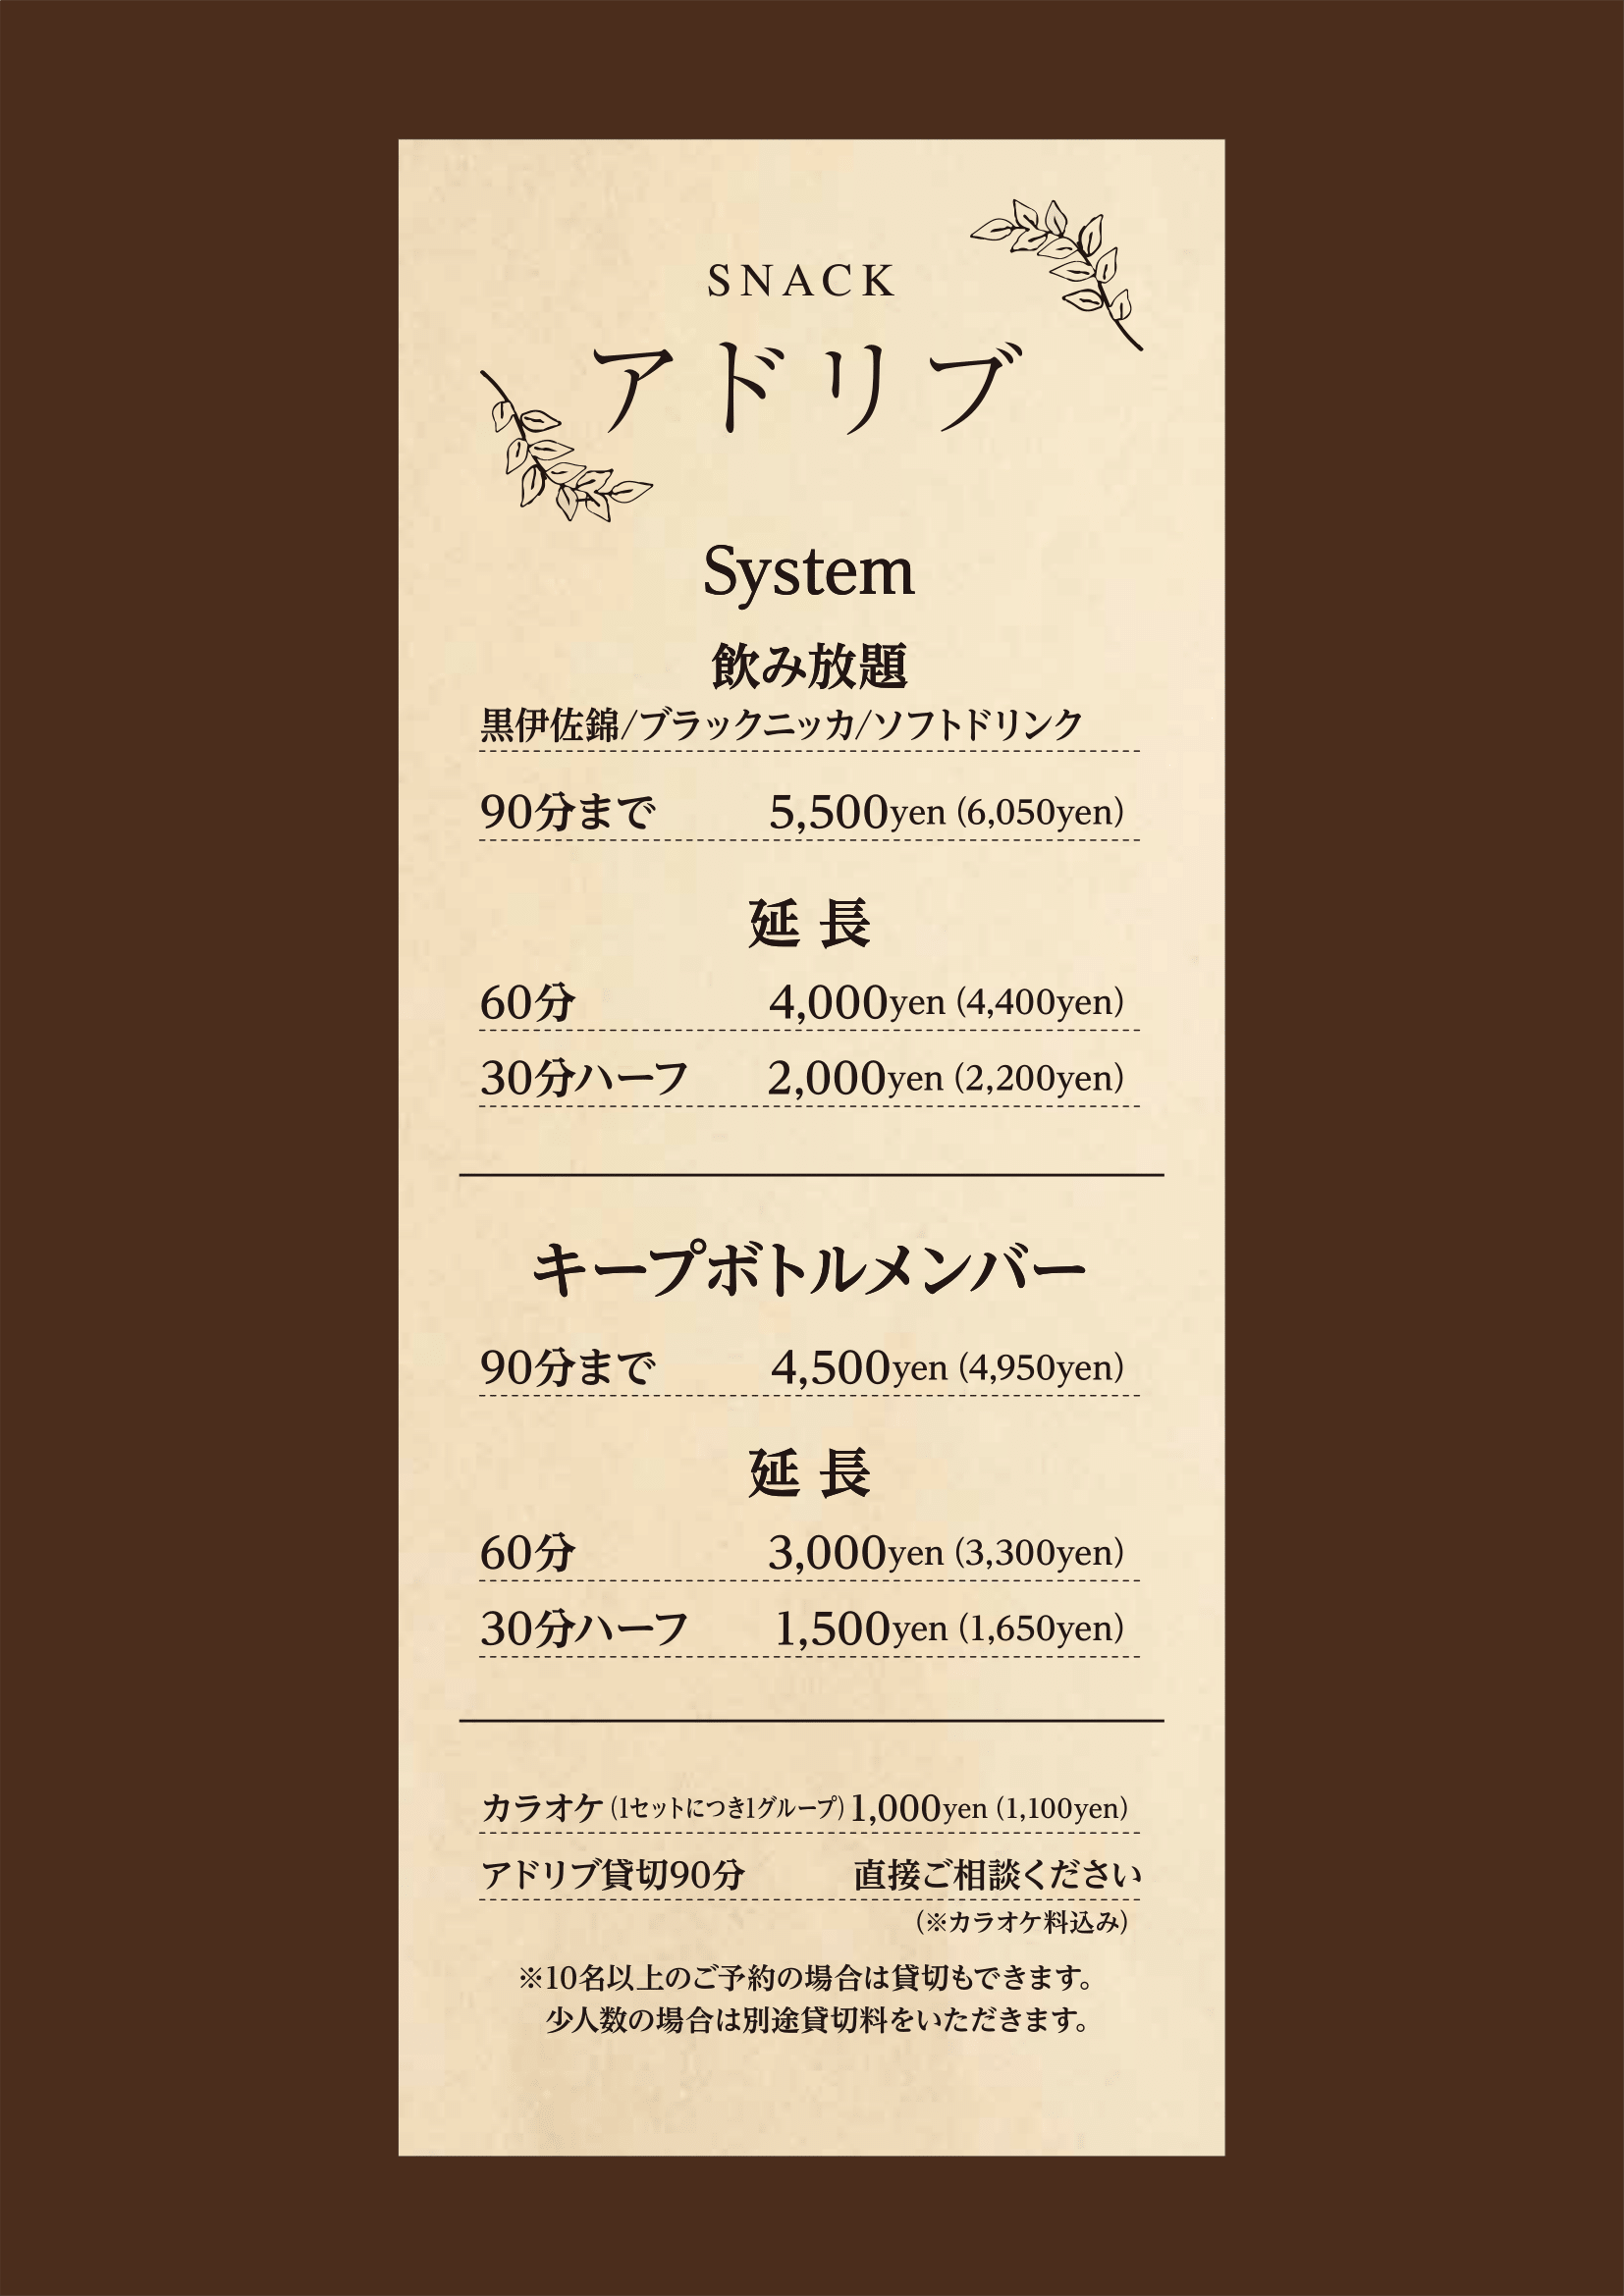 SNACK
アドリブ
System
飲み放題
黒伊佐錦/ブラックニッカ/ソフトドリンク
90分まで 5,500yen (6,050yen)
延長
60分 4,000yen (4,400yen)
30分ハーフ 2,000yen (2,200yen)
キープボトルメンバー
90分まで 4,500yen (4,950yen)
延長
60分 3,000yen (3,300yen)
30分ハーフ 1,500yen (1,650yen)
カラオケ(1セットにつき1グループ) 1,000yen (1,100yen)
アドリブ貸切90分 直接ご相談ください
(※カラオケ料込み)
※10名以上のご予約の場合は貸切もできます。
少人数の場合は別途貸切料をいただきます。